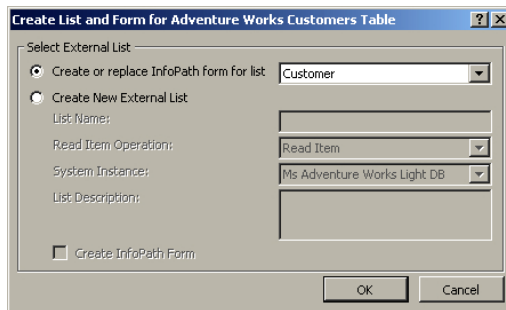 Create List and Form for Adventure Works Customers Table
Select External List
Create or replace InfoPath form for list Customer
Create New External List
List Name:
Read Item Operation: Read Item
System Instance: Ms Adventure Works Light DB
List Description:
Create InfoPath Form
OK Cancel